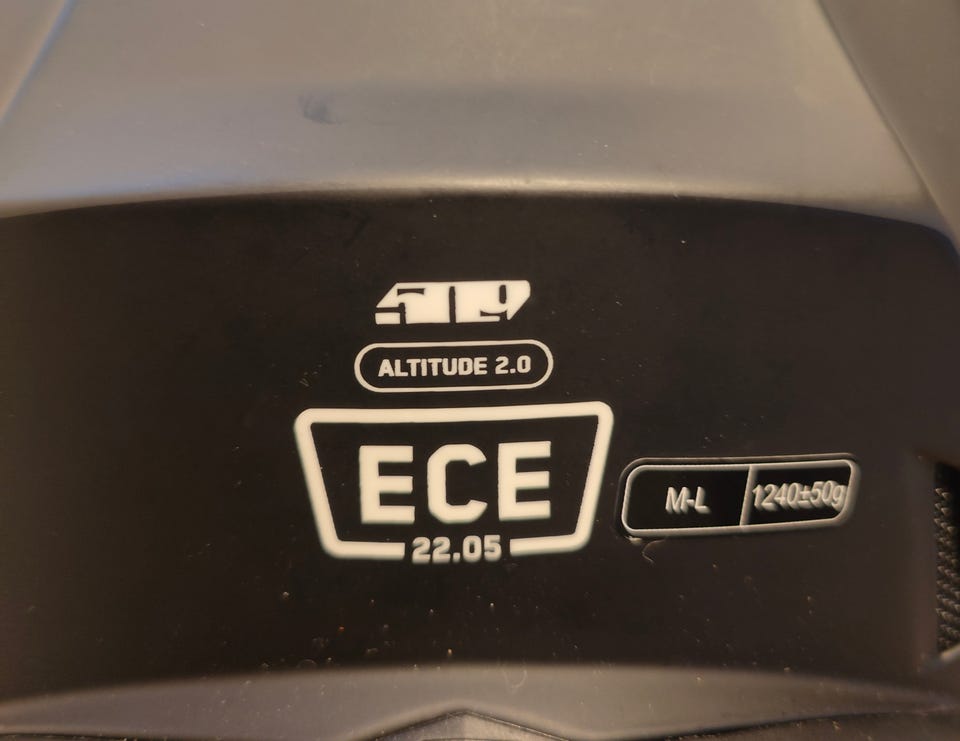 509
ALTITUDE 2.0
ECE
22.05
M-L 1240±50g